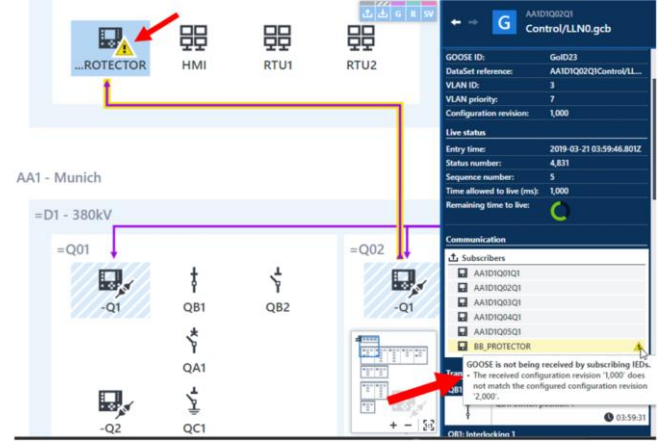 ...ROTECTOR
HMI
RTU1
RTU2
AA1 - Munich
=D1 - 380kV
=Q01
-Q1
QB1
QB2
QA1
-Q2
QC1
=Q02
-Q1
G R SV
G
AA1D1Q02Q1
Control/LLN0.gcb
GOOSE ID: GoID23
DataSet reference: AA1D1Q02Q1Control/LL...
VLAN ID: 3
VLAN priority: 7
Configuration revision: 1,000
Live status
Entry time: 2019-03-21 03:59:46.801Z
Status number: 4,831
Sequence number: 5
Time allowed to live (ms): 1,000
Remaining time to live:
Communication
Subscribers
AA1D1Q01Q1
AA1D1Q02Q1
AA1D1Q03Q1
AA1D1Q04Q1
AA1D1Q05Q1
BB_PROTECTOR
GOOSE is not being received by subscribing IEDs.
- The received configuration revision '1,000' does
not match the configured configuration revision
'2,000'.
QB1
03:59:31
QB1: Interlocking 1